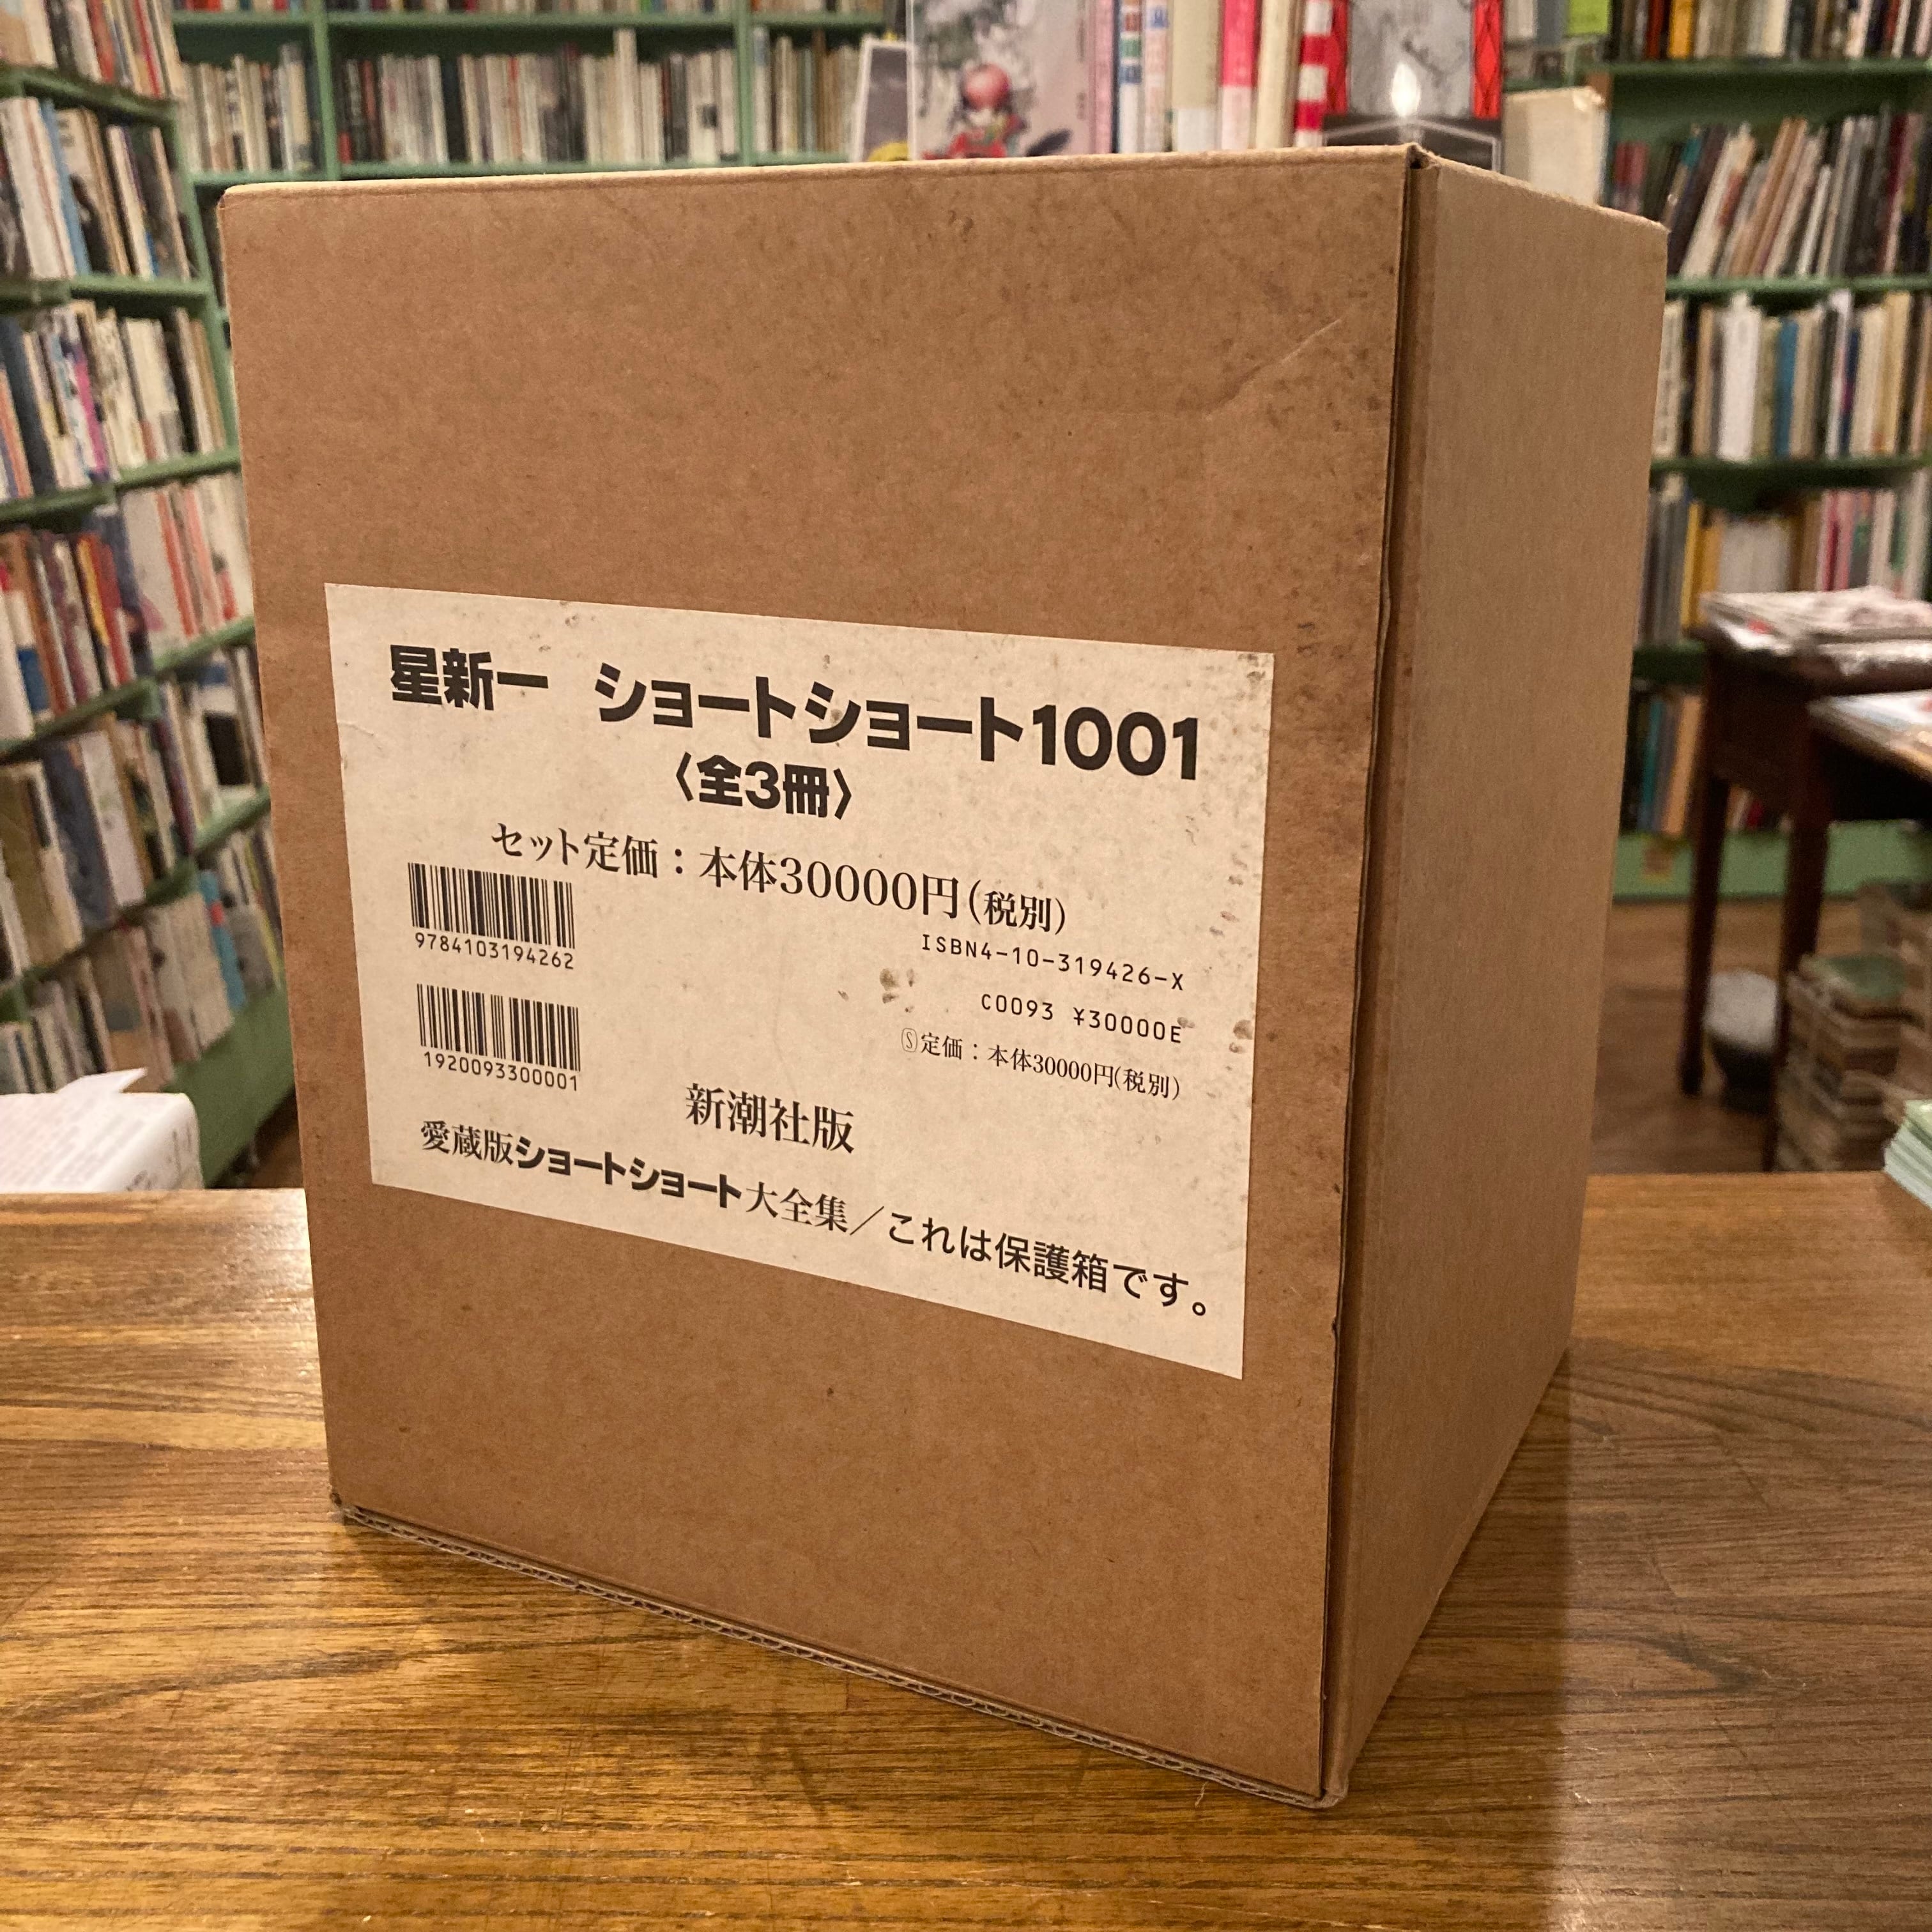 星新一 ショートショート1001
〈全3冊〉
セット定価：本体30000円(税別)
9784103194262
ISBN4-10-319426-X
C0093 ¥30000E
1920093300001
Ⓢ定価：本体30000円(税別)
新潮社版
愛蔵版ショートショート大全集／これは保護箱です。